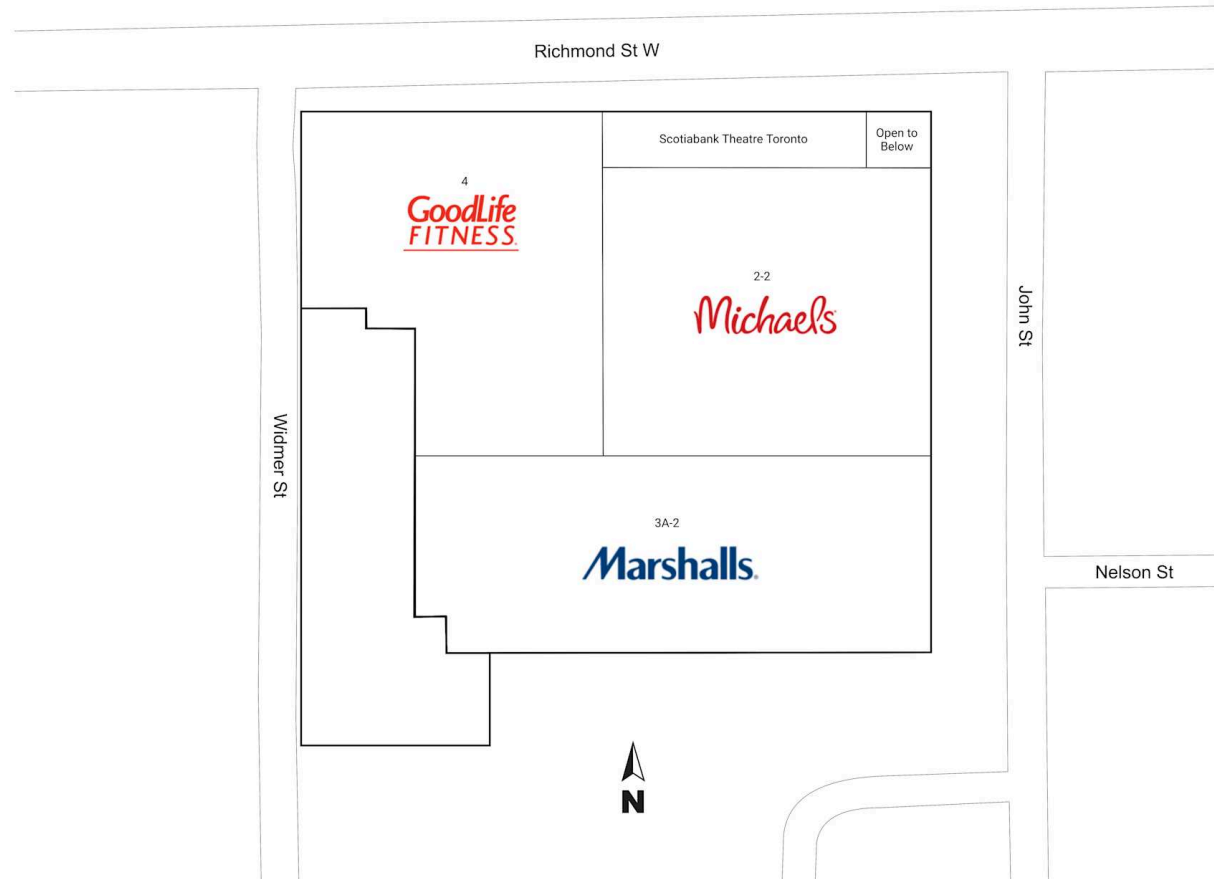 Richmond St W
Scotiabank Theatre Toronto
Open to
Below
4
GoodLife
FITNESS.
2-2
Michaels
John St
Widmer St
3A-2
Marshalls.
Nelson St
N